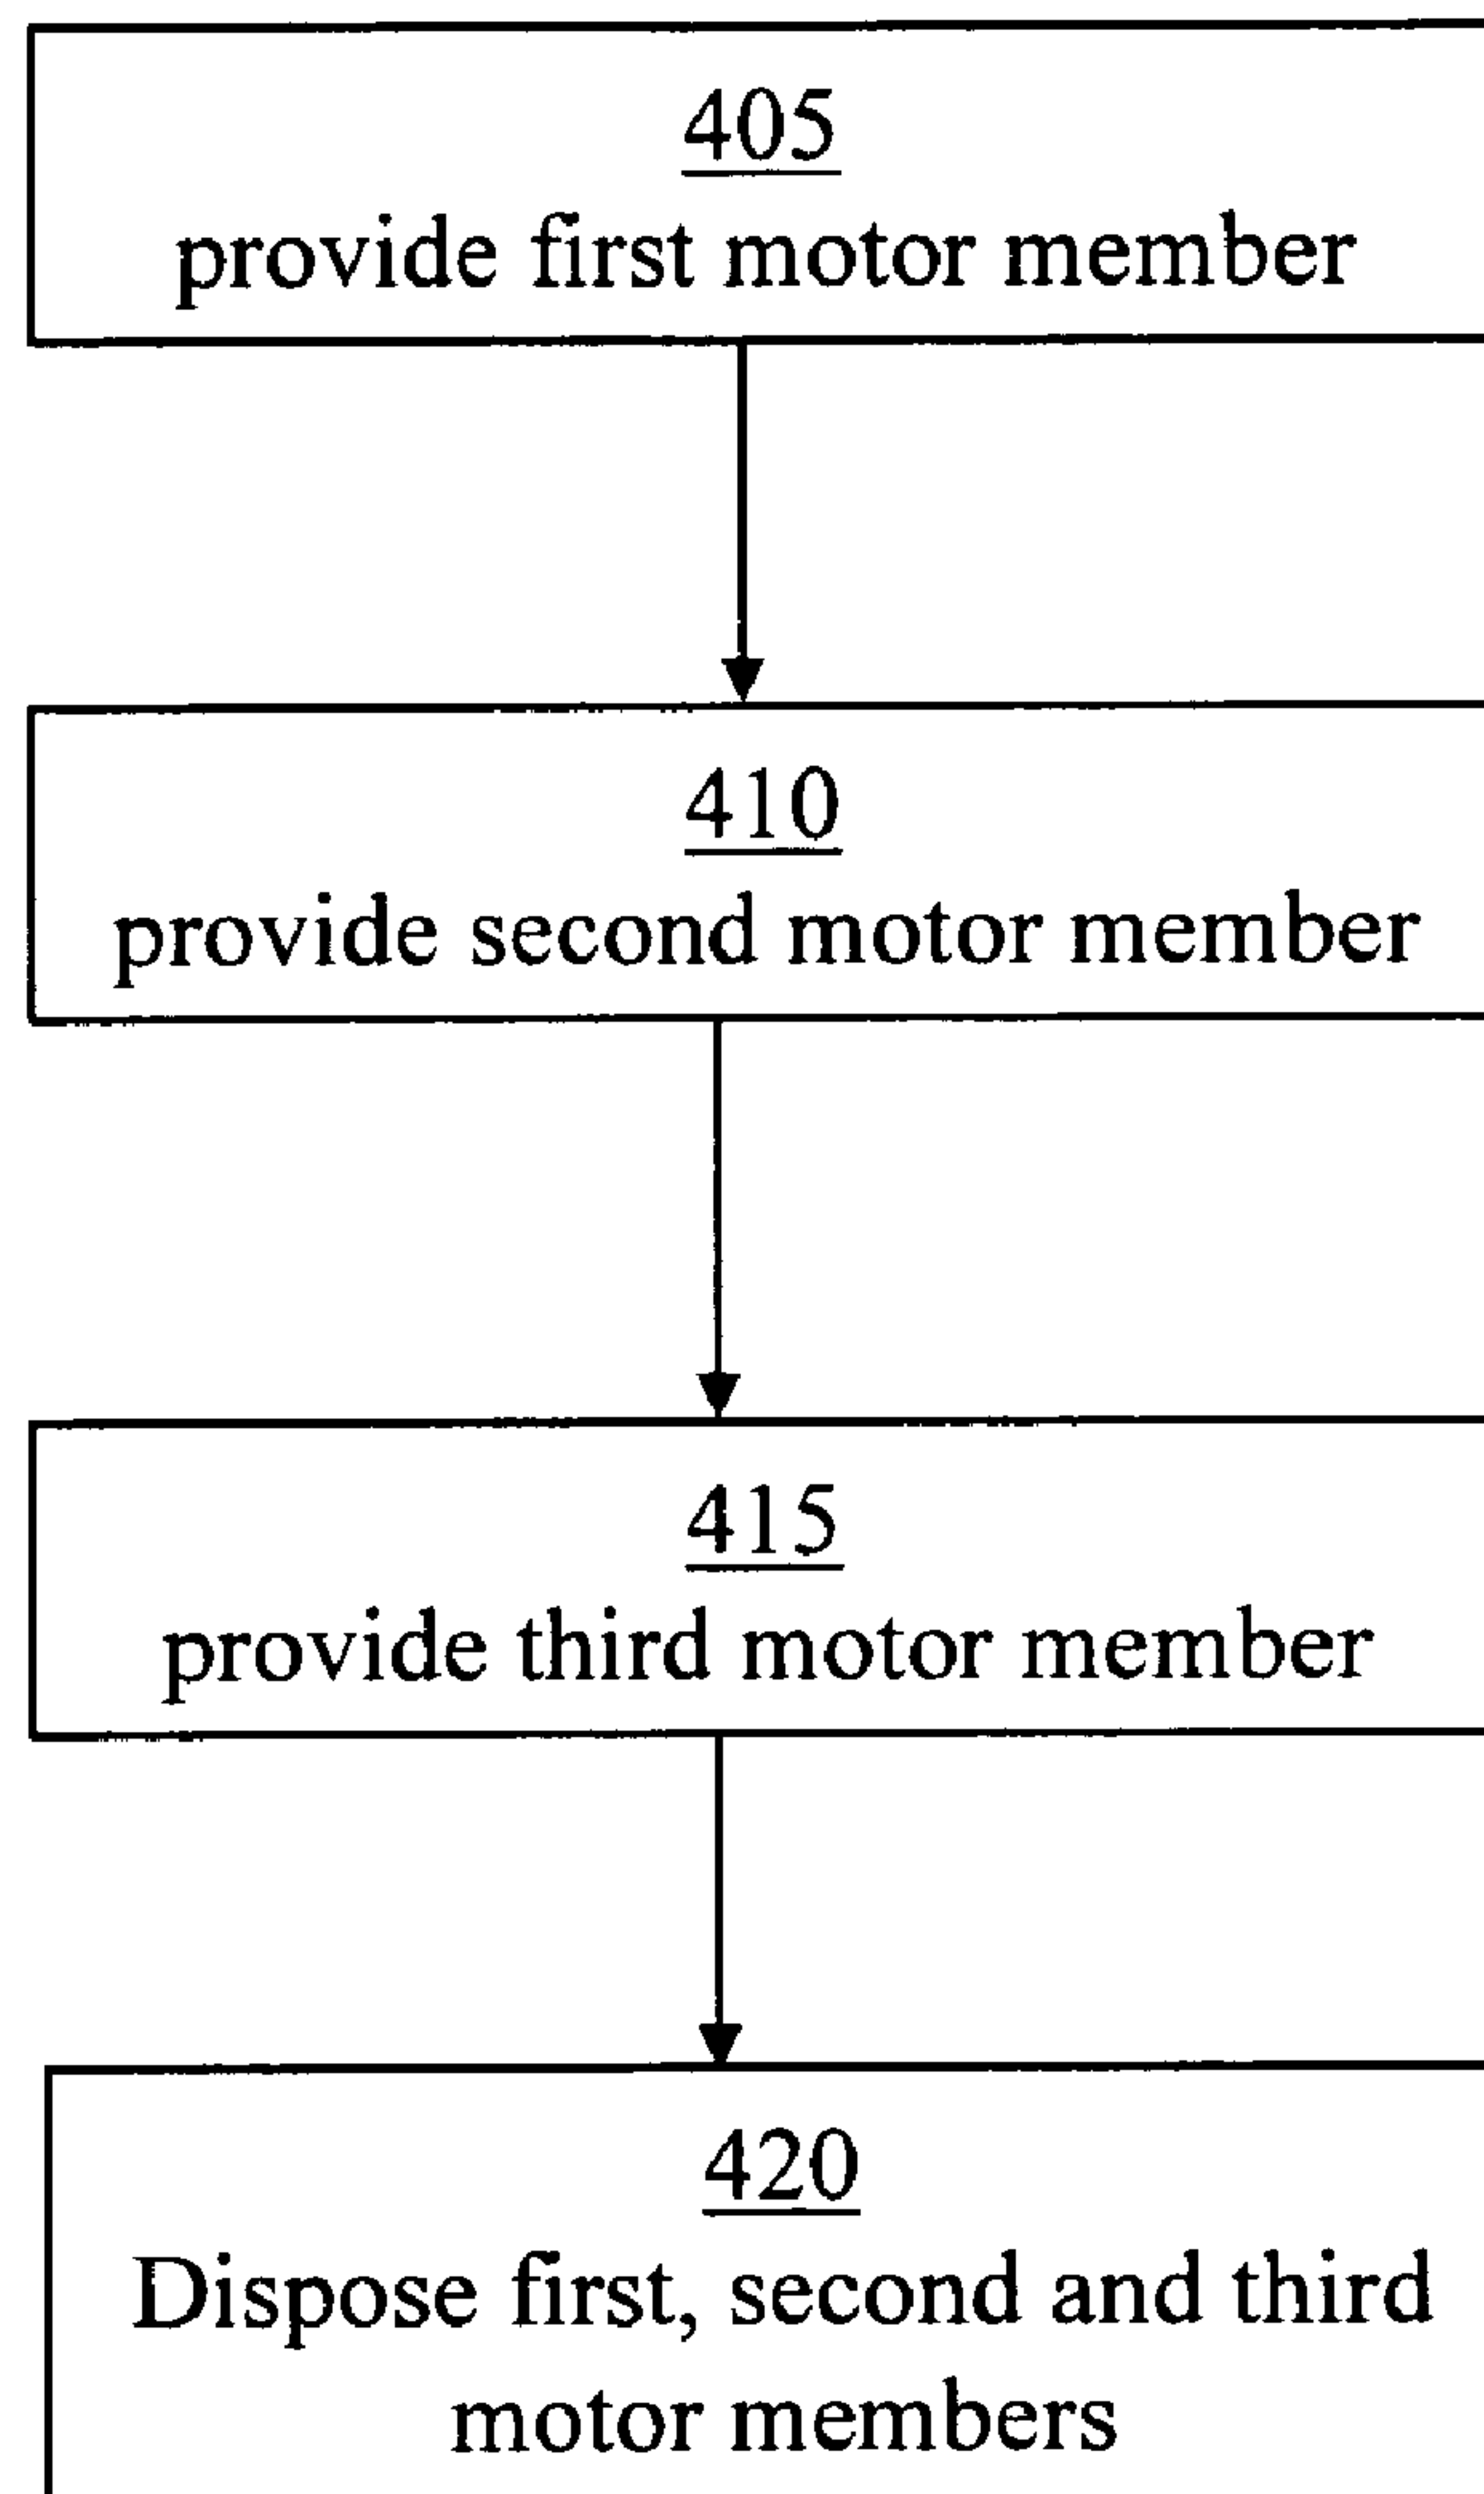 405
provide first motor member
410
provide second motor member
415
provide third motor member
420
Dispose first, second and third
motor members